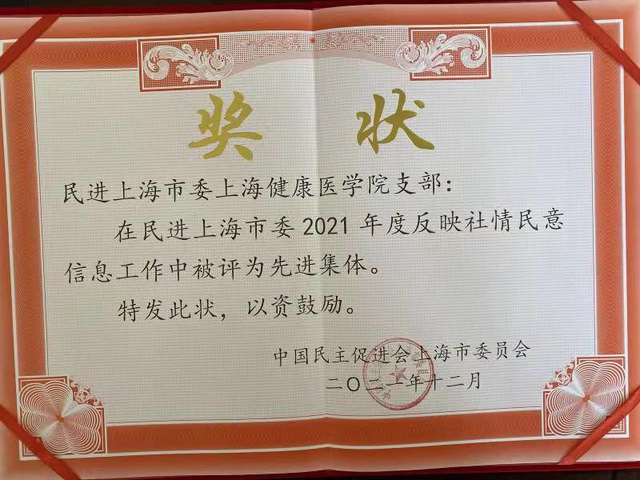 奖状
民进上海市委上海健康医学院支部：
在民进上海市委2021年度反映社情民意
信息工作中被评为先进集体。
特发此状，以资鼓励。
中国民主促进会上海市委员会
二〇二一年十二月